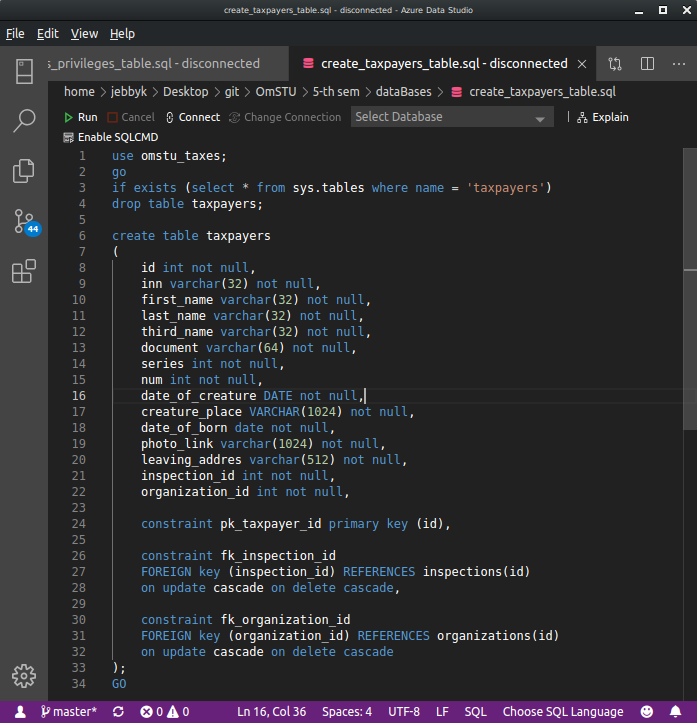 create_taxpayers_table.sql - disconnected - Azure Data Studio
File Edit View Help
s_privileges_table.sql - disconnected
create_taxpayers_table.sql - disconnected
home > jebbyk > Desktop > git > OmSTU > 5-th sem > dataBases > create_taxpayers_table.sql
Run Cancel Connect Change Connection Select Database Explain
Enable SQLCMD
1 use omstu_taxes;
2 go
3 if exists (select * from sys.tables where name = 'taxpayers')
4 drop table taxpayers;
5
6 create table taxpayers
7 (
8 id int not null,
9 inn varchar(32) not null,
10 first_name varchar(32) not null,
11 last_name varchar(32) not null,
12 third_name varchar(32) not null,
13 document varchar(64) not null,
14 series int not null,
15 num int not null,
16 date_of_creature DATE not null,
17 creature_place VARCHAR(1024) not null,
18 date_of_born date not null,
19 photo_link varchar(1024) not null,
20 leaving_addres varchar(512) not null,
21 inspection_id int not null,
22 organization_id int not null,
23
24 constraint pk_taxpayer_id primary key (id),
25
26 constraint fk_inspection_id
27 FOREIGN key (inspection_id) REFERENCES inspections(id)
28 on update cascade on delete cascade,
29
30 constraint fk_organization_id
31 FOREIGN key (organization_id) REFERENCES organizations(id)
32 on update cascade on delete cascade
33 );
34 GO
44
master* 0 0 Ln 16, Col 36 Spaces: 4 UTF-8 LF SQL Choose SQL Language